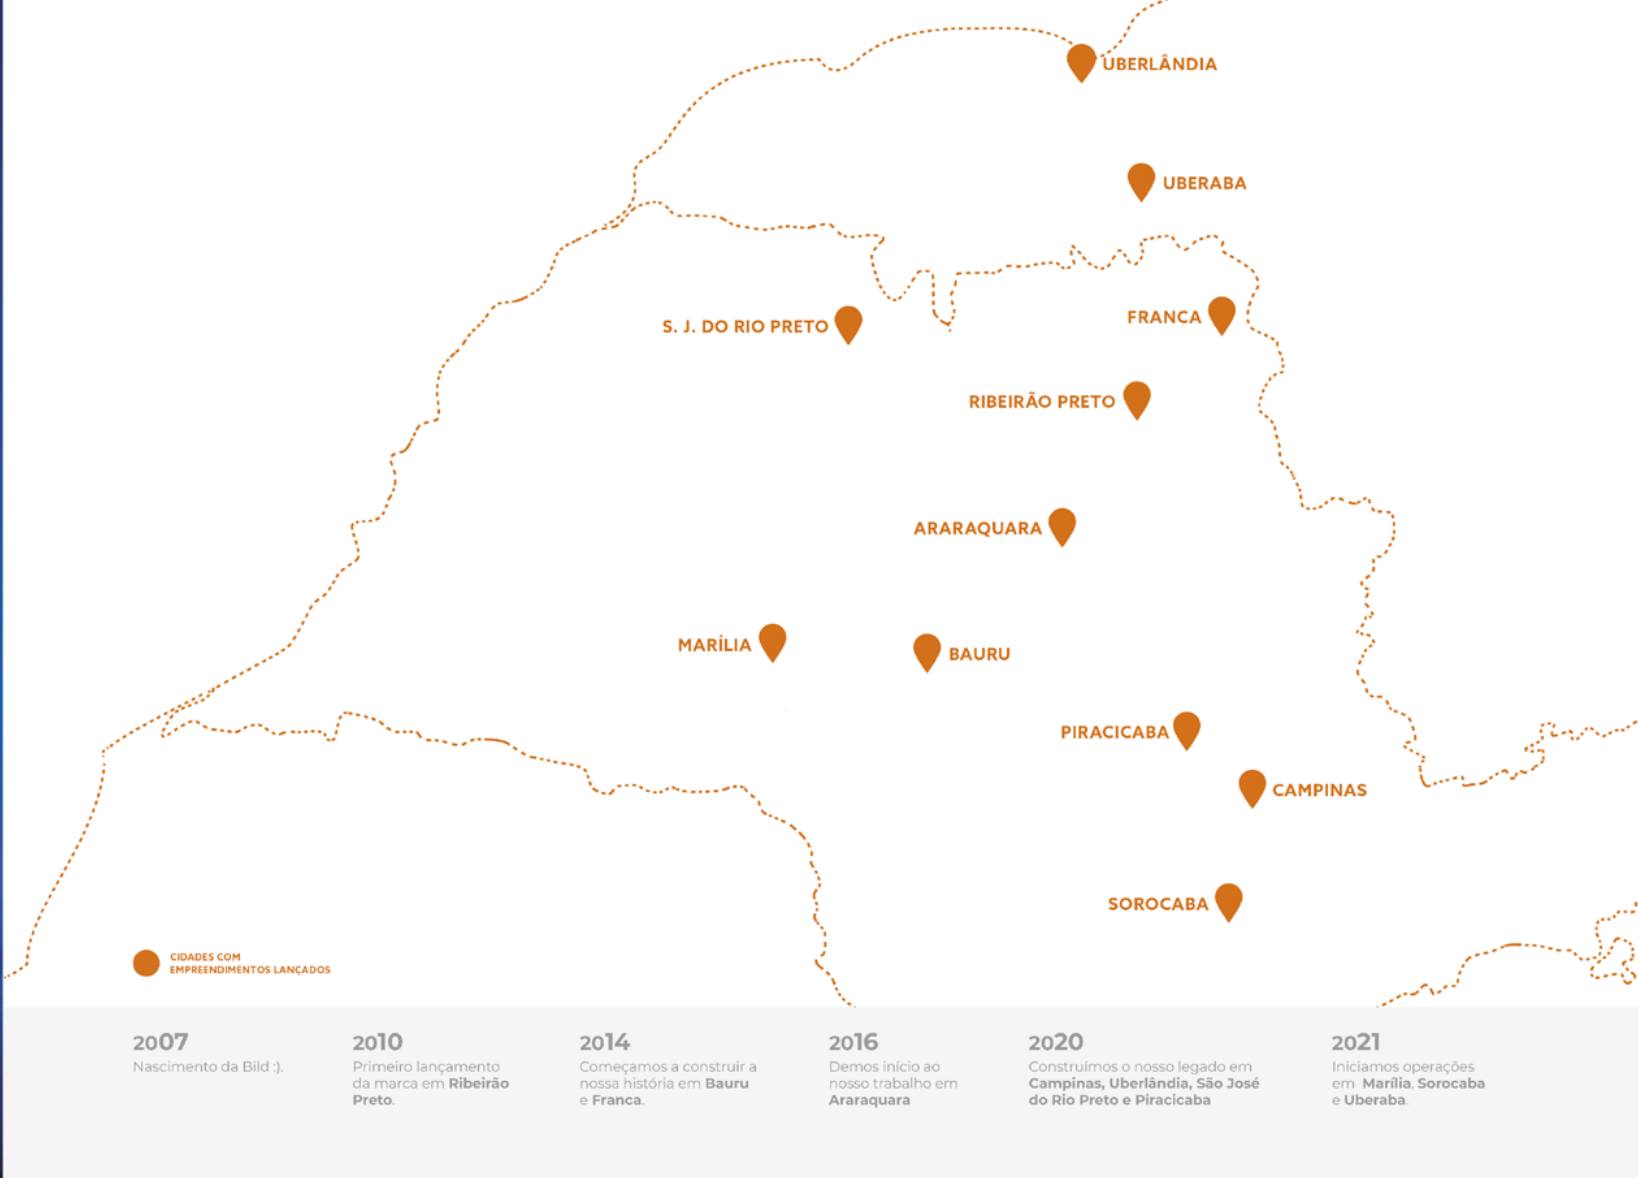 UBERLÂNDIA
UBERABA
FRANCA
S. J. DO RIO PRETO
RIBEIRÃO PRETO
ARARAQUARA
MARÍLIA
BAURU
PIRACICABA
CAMPINAS
SOROCABA
CIDADES COM
EMPREENDIMENTOS LANÇADOS
2007
Nascimento da Bild :).
2010
Primeiro lançamento
da marca em Ribeirão
Preto.
2014
Começamos a construir a
nossa história em Bauru
e Franca.
2016
Demos início ao
nosso trabalho em
Araraquara
2020
Construímos o nosso legado em
Campinas, Uberlândia, São José
do Rio Preto e Piracicaba
2021
Iniciamos operações
em Marília, Sorocaba
e Uberaba.